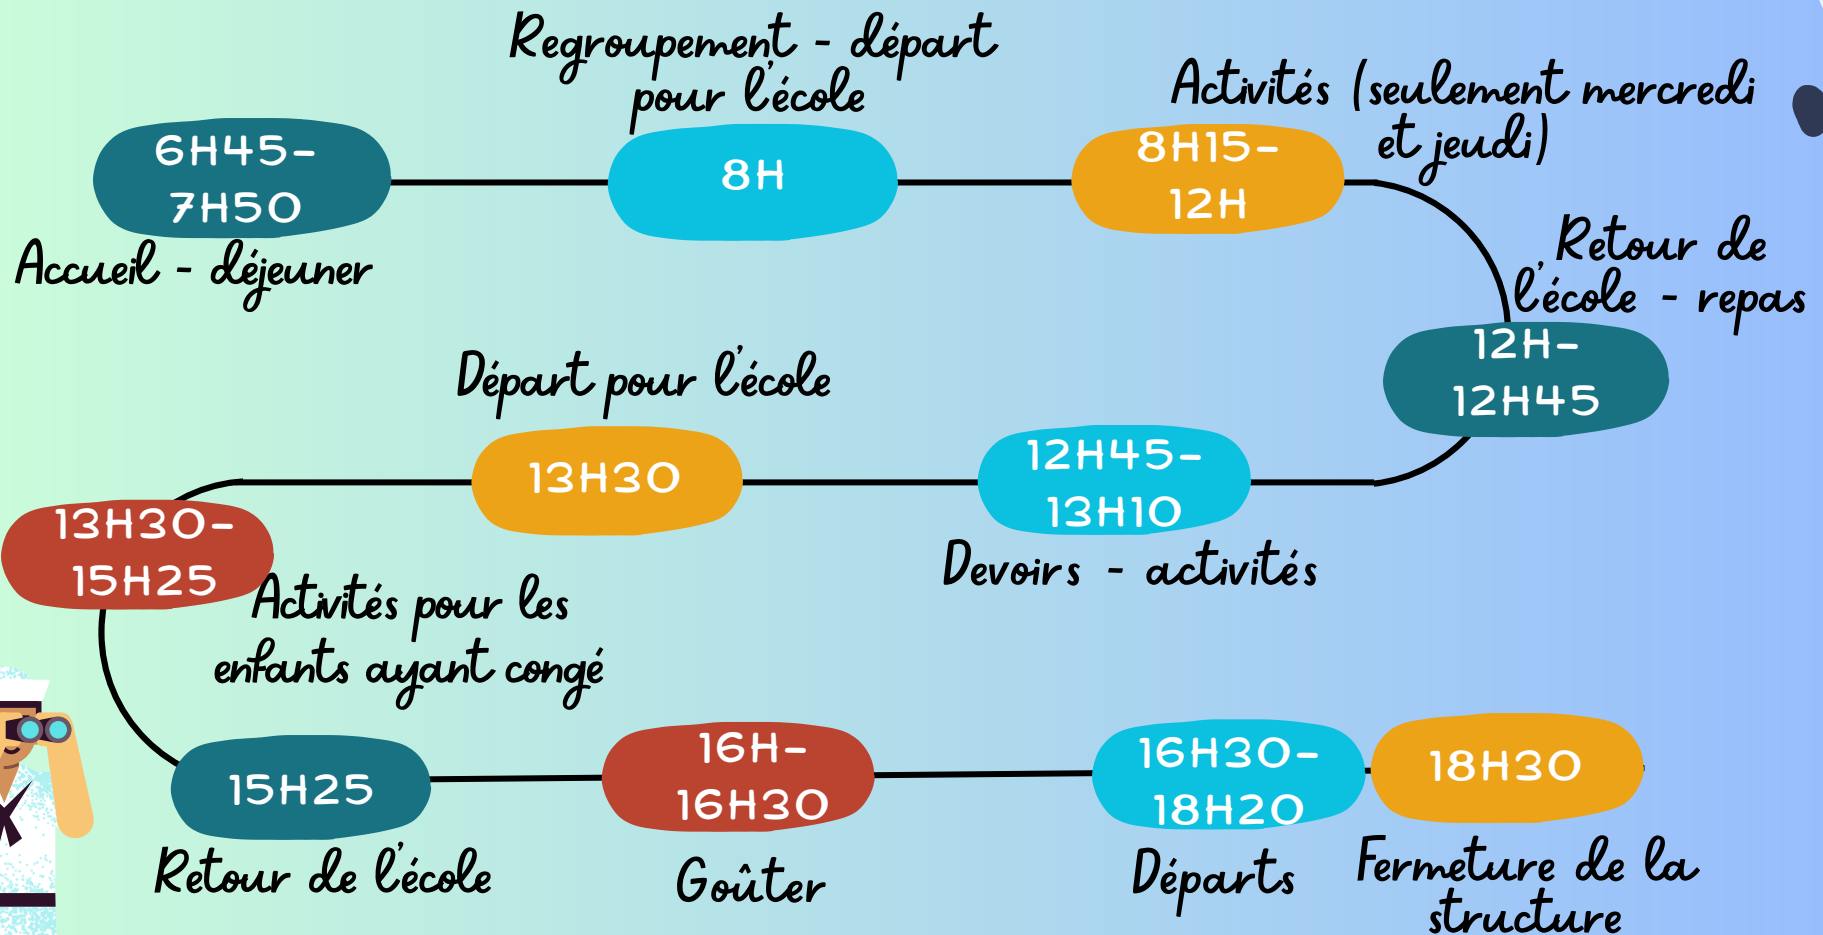 Regroupement - départ
pour l'école
Activités (seulement mercredi
et jeudi)
6H45-
7H50
8H
8H15-
12H
Accueil - déjeuner
Retour de
l'école - repas
12H-
12H45
Départ pour l'école
12H45-
13H10
13H30
Devoirs - activités
13H30-
15H25
Activités pour les
enfants ayant congé
15H25
16H-
16H30
16H30-
18H20
18H30
Retour de l'école
Goûter
Départs
Fermeture de la
structure